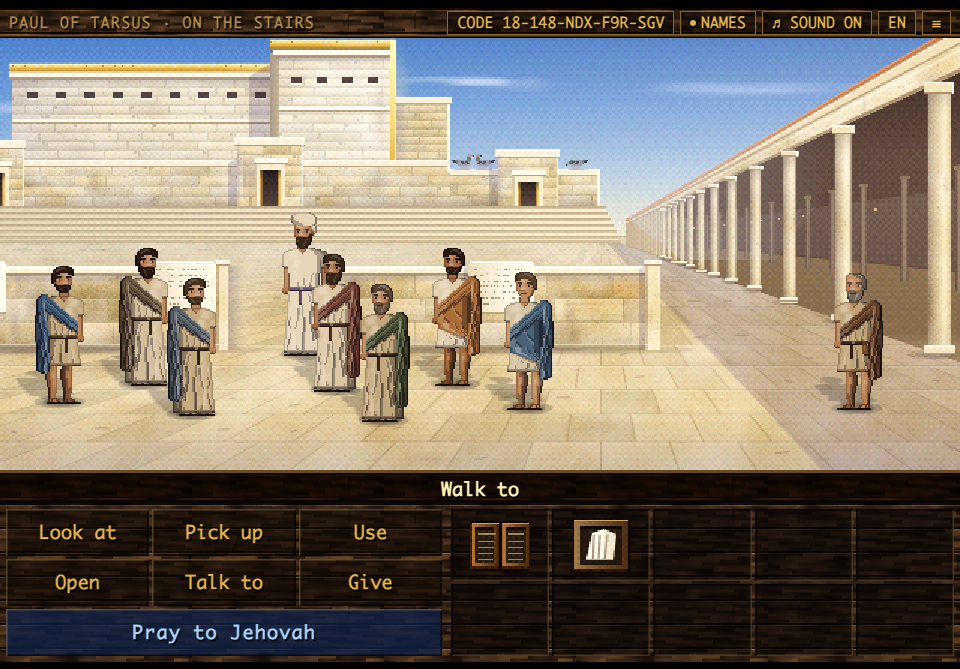 PAUL OF TARSUS · ON THE STAIRS
CODE 18-148-NDX-F9R-SGV
● NAMES
♬ SOUND ON
EN
≡
Walk to
Look at
Pick up
Use
Open
Talk to
Give
Pray to Jehovah